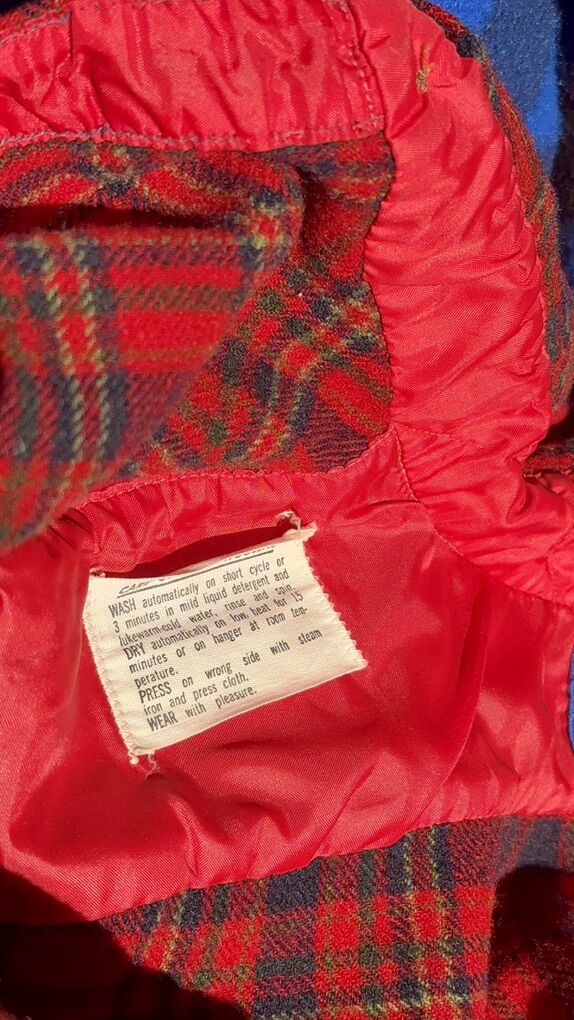 WASH automatically on short cycle or
3 minutes in mild liquid detergent and
lukewarm-cold water, rinse and spin.
DRY automatically on low heat for 15
minutes or on hanger at room tem-
perature.
PRESS on wrong side with steam
iron and press cloth.
WEAR with pleasure.